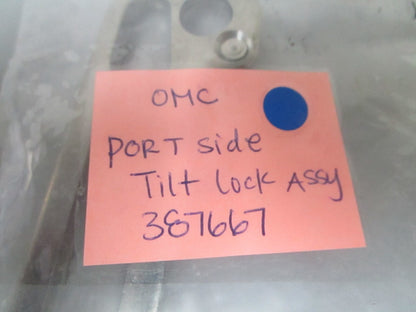 OMC
PORT side
Tilt Lock ASSY
387667